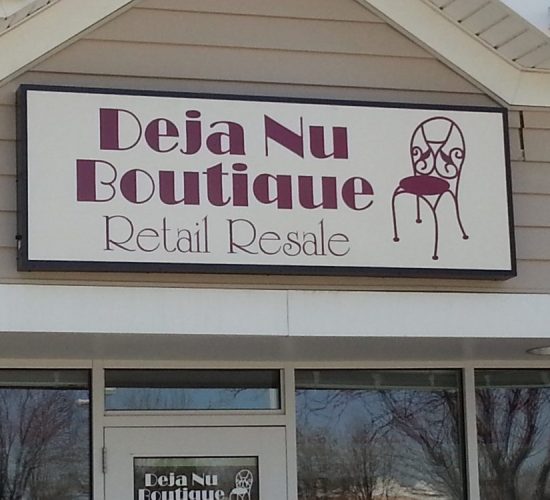 Deja Nu
Boutique
Retail Resale
Deja Nu
Boutique